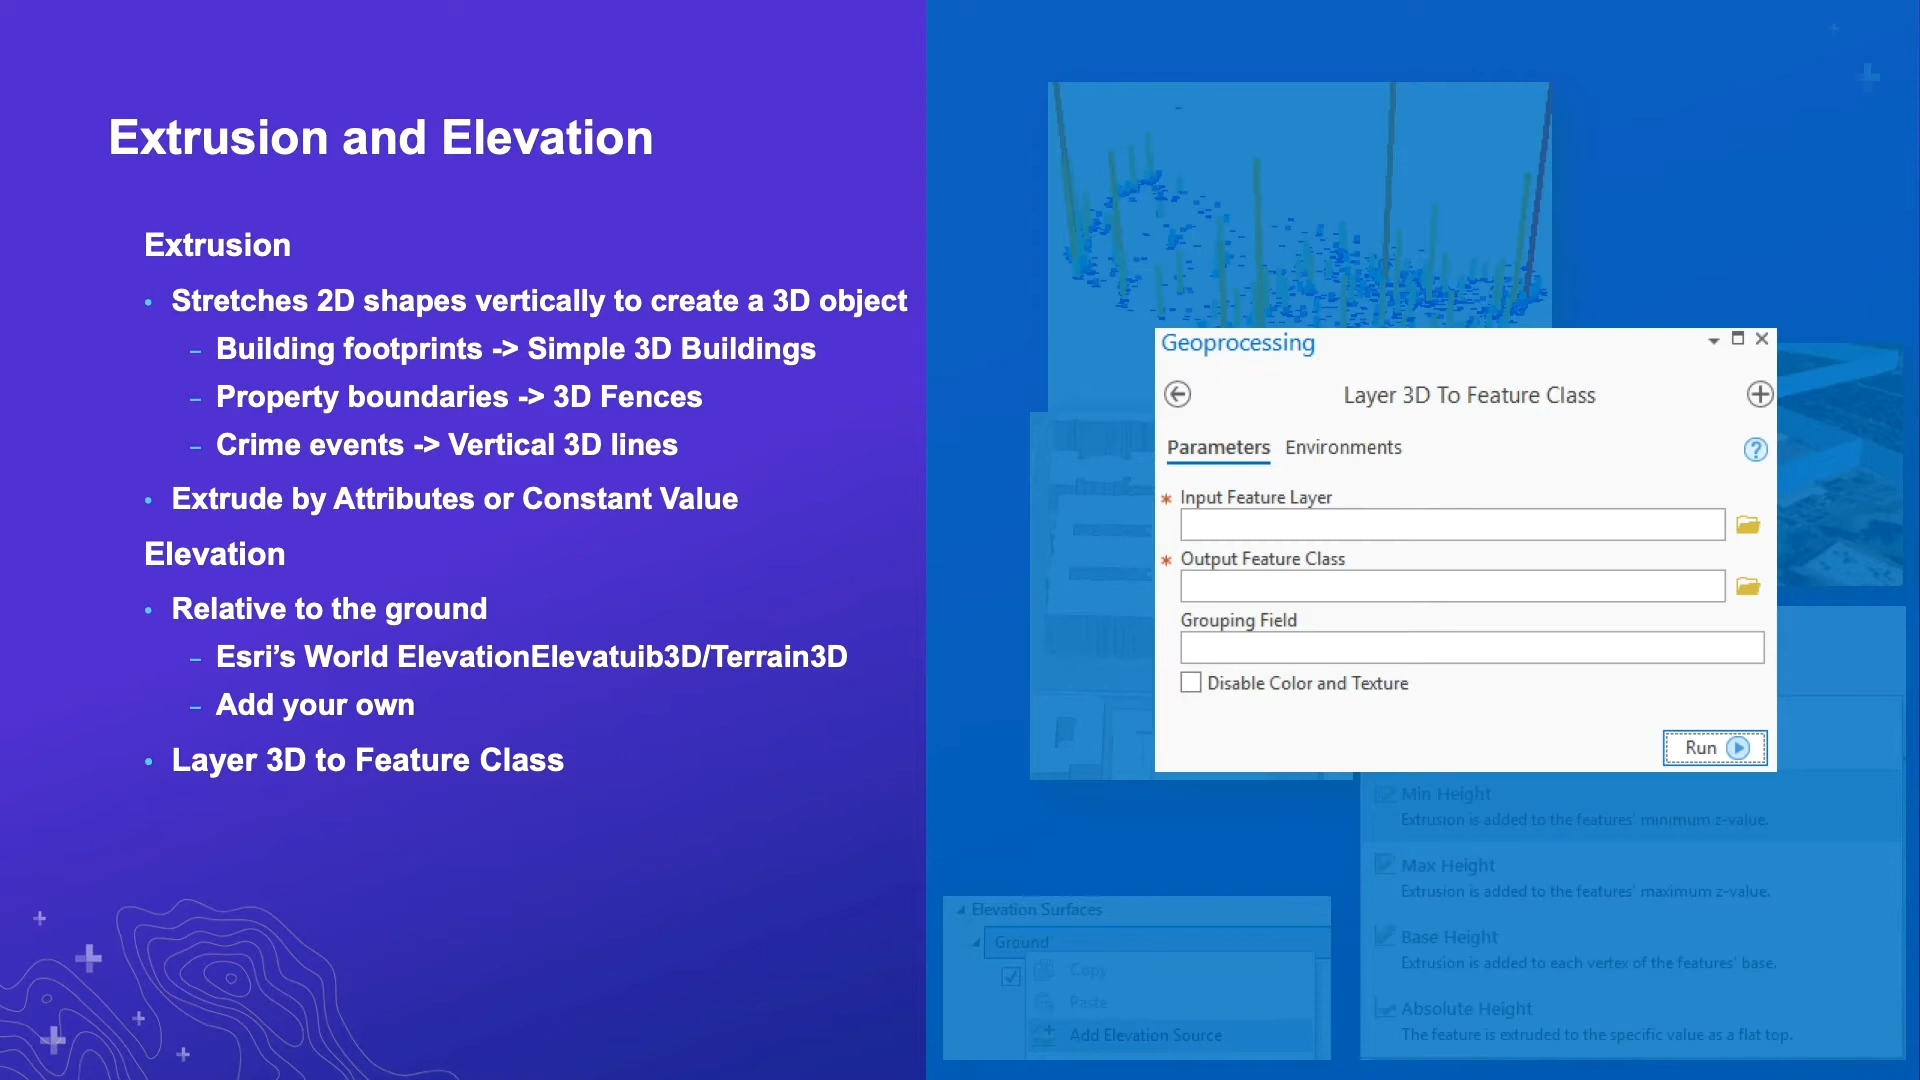 Extrusion and Elevation
Extrusion
• Stretches 2D shapes vertically to create a 3D object
– Building footprints -> Simple 3D Buildings
– Property boundaries -> 3D Fences
– Crime events -> Vertical 3D lines
• Extrude by Attributes or Constant Value
Elevation
• Relative to the ground
– Esri’s World ElevationElevatuib3D/Terrain3D
– Add your own
• Layer 3D to Feature Class
Geoprocessing
Layer 3D To Feature Class
Parameters Environments
* Input Feature Layer
* Output Feature Class
Grouping Field
Disable Color and Texture
Run
Min Height
Extrusion is added to the features' minimum z-value.
Max Height
Extrusion is added to the features' maximum z-value.
Base Height
Extrusion is added to each vertex of the features' base.
Absolute Height
The feature is extruded to the specific value as a flat top.
Elevation Surfaces
Ground
Copy
Paste
Add Elevation Source